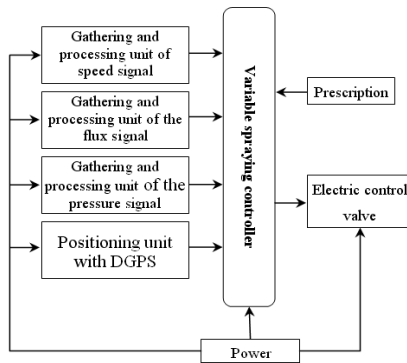 Gathering and
processing unit of
speed signal
Gathering and
processing unit of the
flux signal
Gathering and
processing unit of the
pressure signal
Positioning unit
with DGPS
Variable spraying
controller
Prescription
Electric control
valve
Power